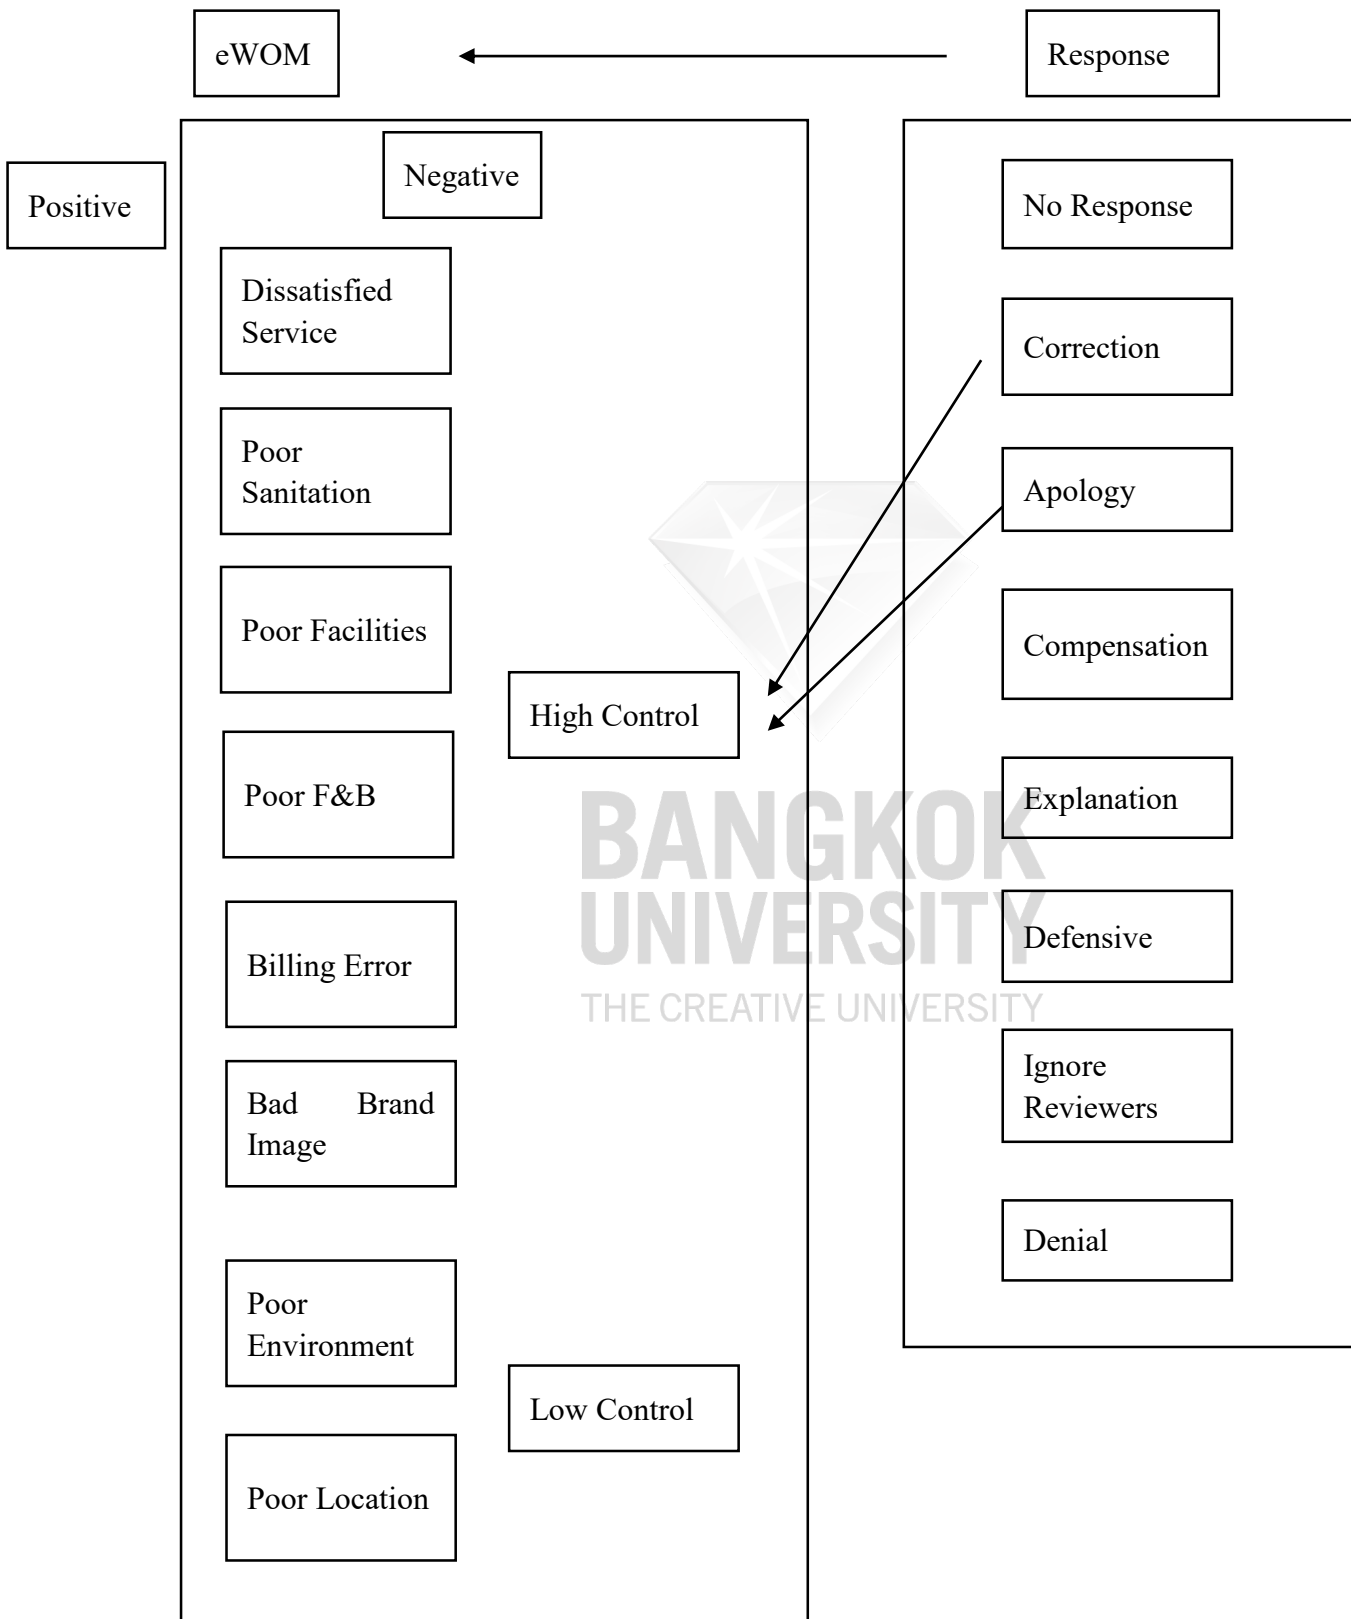 eWOM
Response
Positive
Negative
Dissatisfied
Service
Poor
Sanitation
Poor Facilities
Poor F&B
Billing Error
Bad Brand
Image
Poor
Environment
Poor Location
High Control
Low Control
No Response
Correction
Apology
Compensation
Explanation
Defensive
Ignore
Reviewers
Denial
BANGKOK
UNIVERSITY
THE CREATIVE UNIVERSITY